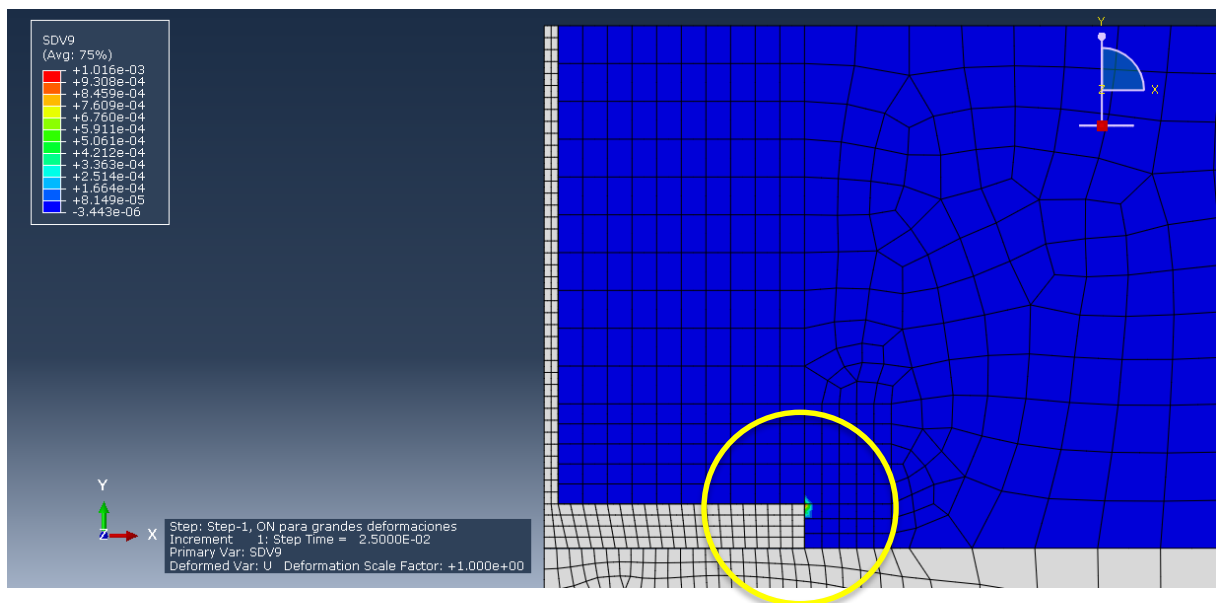 SDV9
(Avg: 75%)
+1.016e-03
+9.308e-04
+8.459e-04
+7.609e-04
+6.760e-04
+5.911e-04
+5.061e-04
+4.212e-04
+3.363e-04
+2.514e-04
+1.664e-04
+8.149e-05
-3.443e-06
Y
Z
X
Y
Z
X
Step: Step-1, ON para grandes deformaciones
Increment 1: Step Time = 2.5000E-02
Primary Var: SDV9
Deformed Var: U Deformation Scale Factor: +1.000e+00